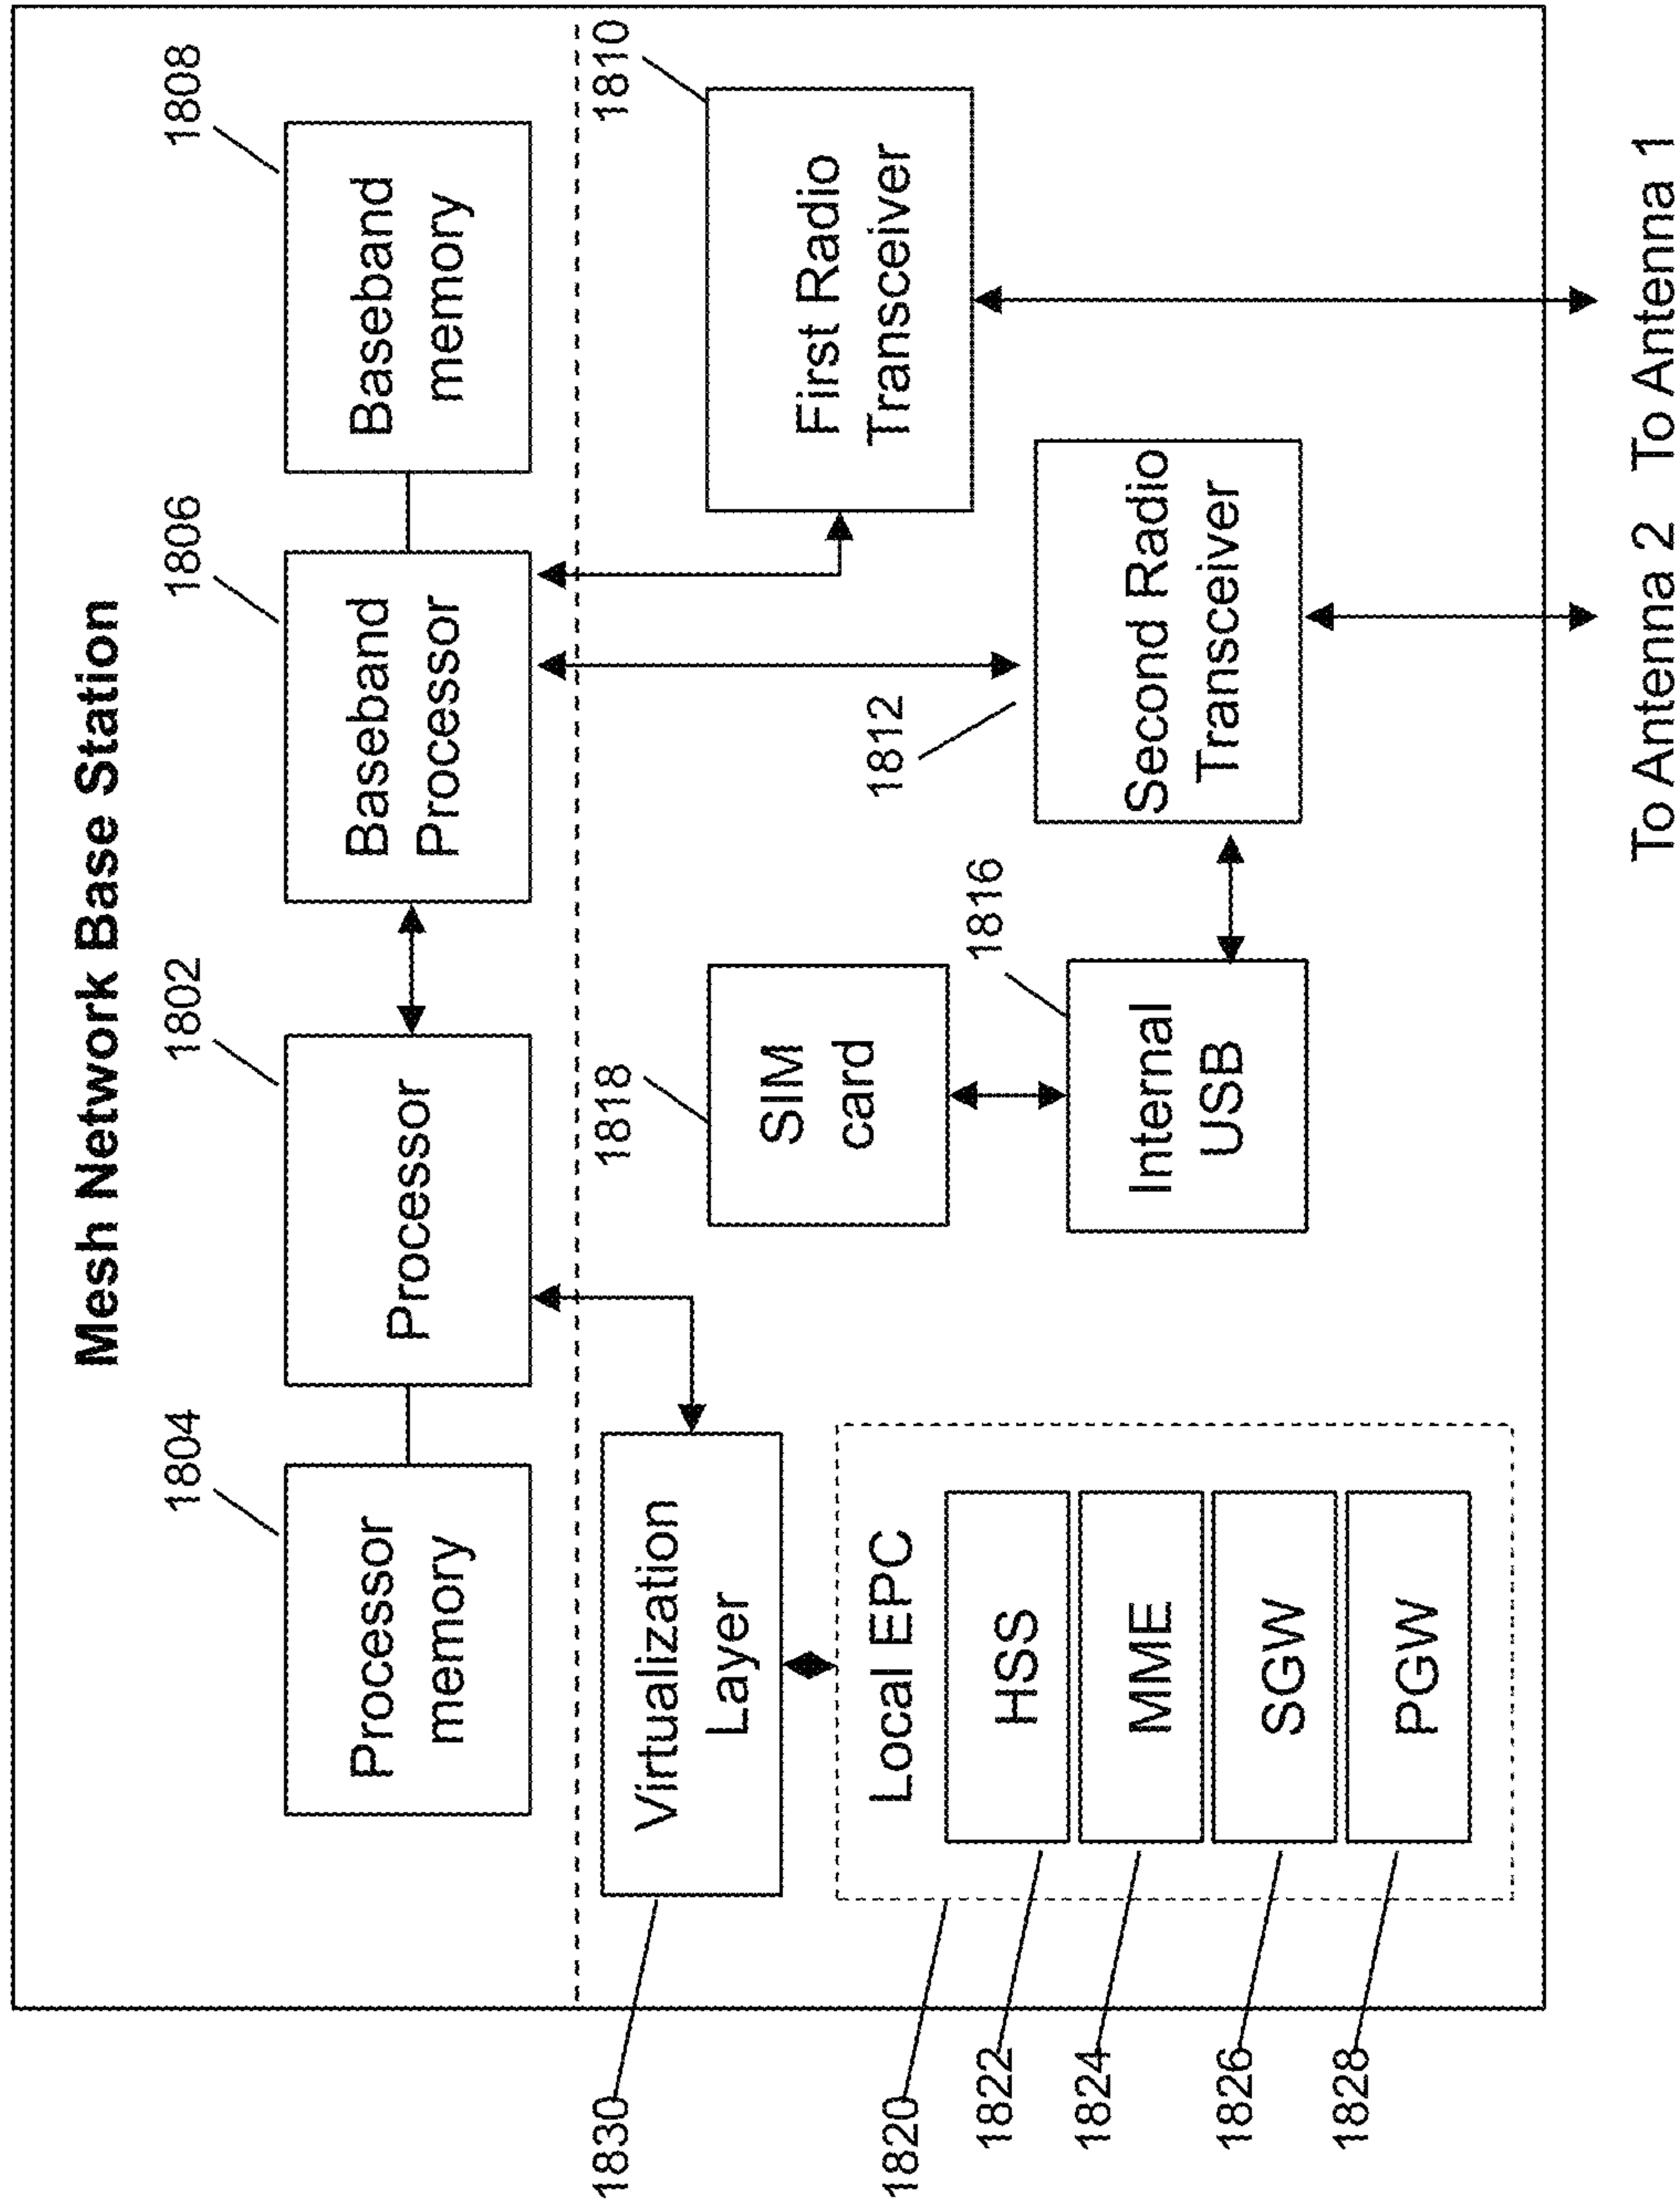 Mesh Network Base Station
1804
1802
1806
1808
Processor
memory
Processor
Baseband
Processor
Baseband
memory
1830
Virtualization
Layer
1818
SIM
card
1810
First Radio
Transceiver
1820
Local EPC
1812
1822
HSS
1816
1824
MME
Internal
USB
Second Radio
Transceiver
1826
SGW
1828
PGW
To Antenna 2
To Antenna 1